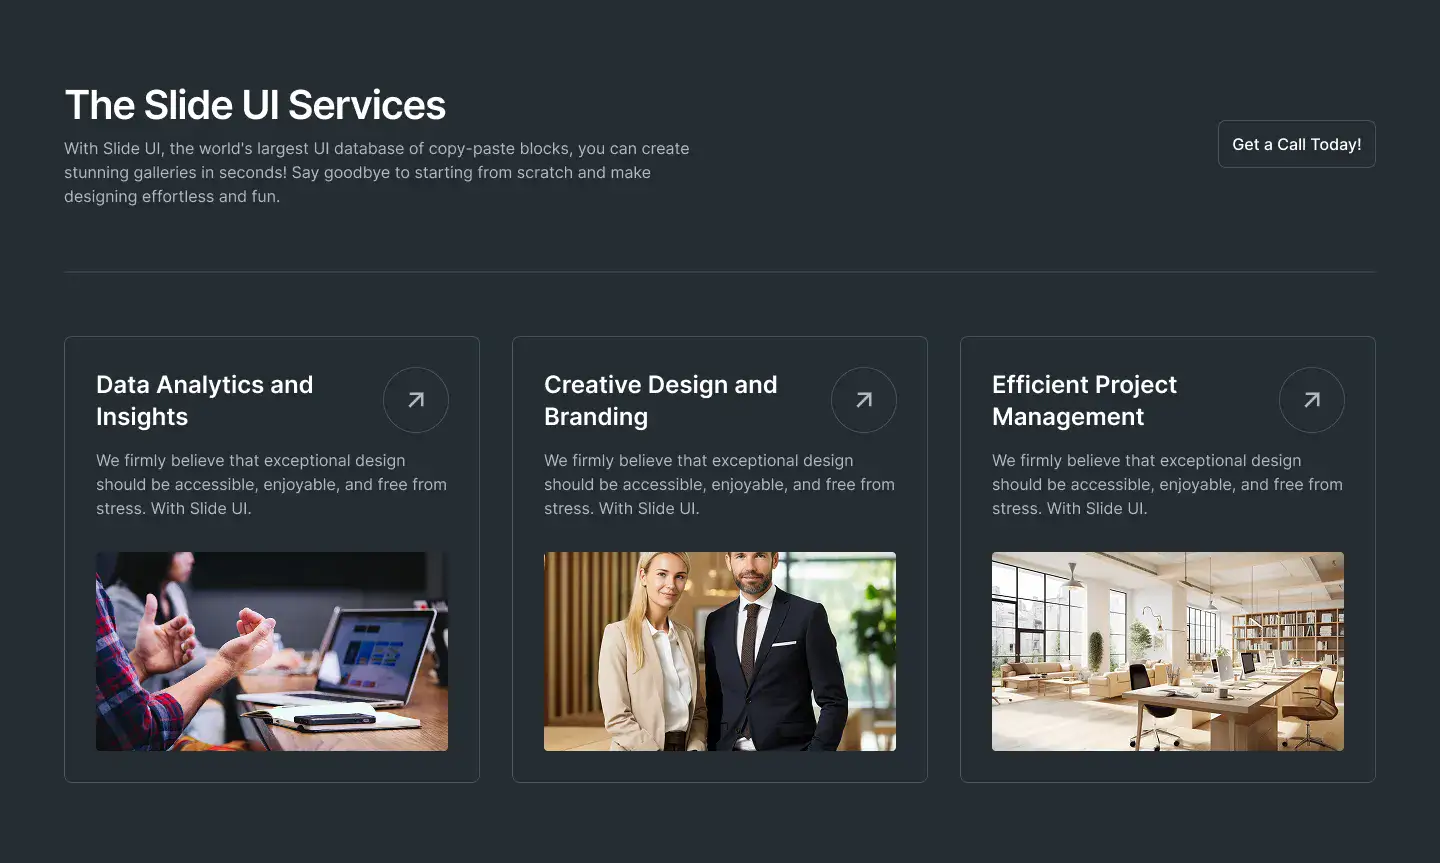 The Slide UI Services
With Slide UI, the world's largest UI database of copy-paste blocks, you can create
stunning galleries in seconds! Say goodbye to starting from scratch and make
designing effortless and fun.
Get a Call Today!
Data Analytics and
Insights
We firmly believe that exceptional design
should be accessible, enjoyable, and free from
stress. With Slide UI.
Creative Design and
Branding
We firmly believe that exceptional design
should be accessible, enjoyable, and free from
stress. With Slide UI.
Efficient Project
Management
We firmly believe that exceptional design
should be accessible, enjoyable, and free from
stress. With Slide UI.